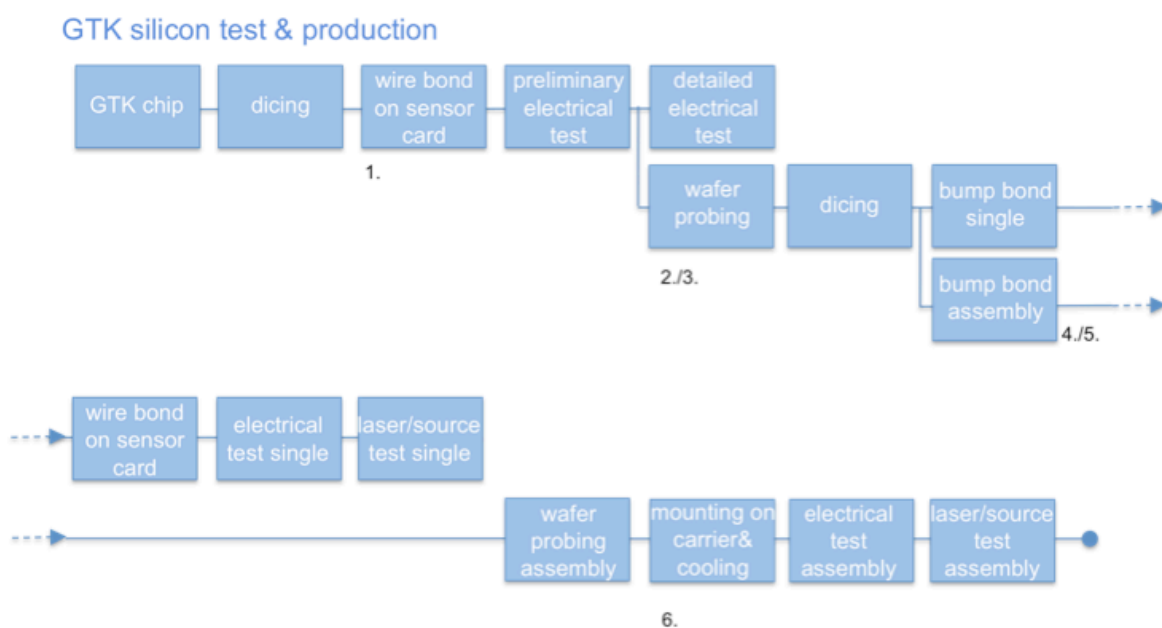 GTK silicon test & production
GTK chip
dicing
wire bond
on sensor
card
preliminary
electrical
test
detailed
electrical
test
1.
wafer
probing
dicing
bump bond
single
2./3.
bump bond
assembly
4./5.
wire bond
on sensor
card
electrical
test single
laser/source
test single
wafer
probing
assembly
mounting on
carrier&
cooling
electrical
test
assembly
laser/source
test
assembly
6.